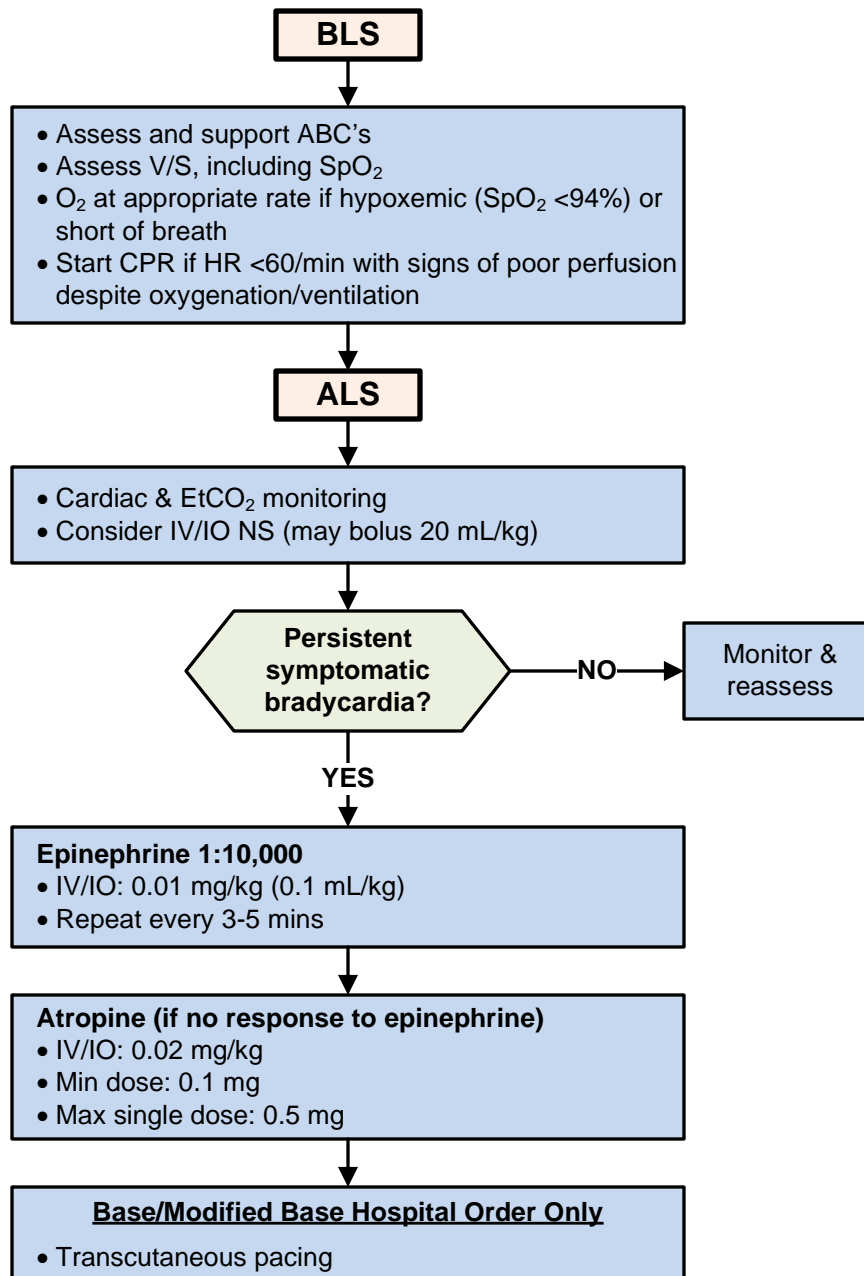 BLS
• Assess and support ABC's
• Assess V/S, including SpO₂
• O₂ at appropriate rate if hypoxemic (SpO₂ <94%) or
short of breath
• Start CPR if HR <60/min with signs of poor perfusion
despite oxygenation/ventilation
ALS
• Cardiac & EtCO₂ monitoring
• Consider IV/IO NS (may bolus 20 mL/kg)
Persistent
symptomatic
bradycardia?
NO
Monitor &
reassess
YES
Epinephrine 1:10,000
• IV/IO: 0.01 mg/kg (0.1 mL/kg)
• Repeat every 3-5 mins
Atropine (if no response to epinephrine)
• IV/IO: 0.02 mg/kg
• Min dose: 0.1 mg
• Max single dose: 0.5 mg
Base/Modified Base Hospital Order Only
• Transcutaneous pacing